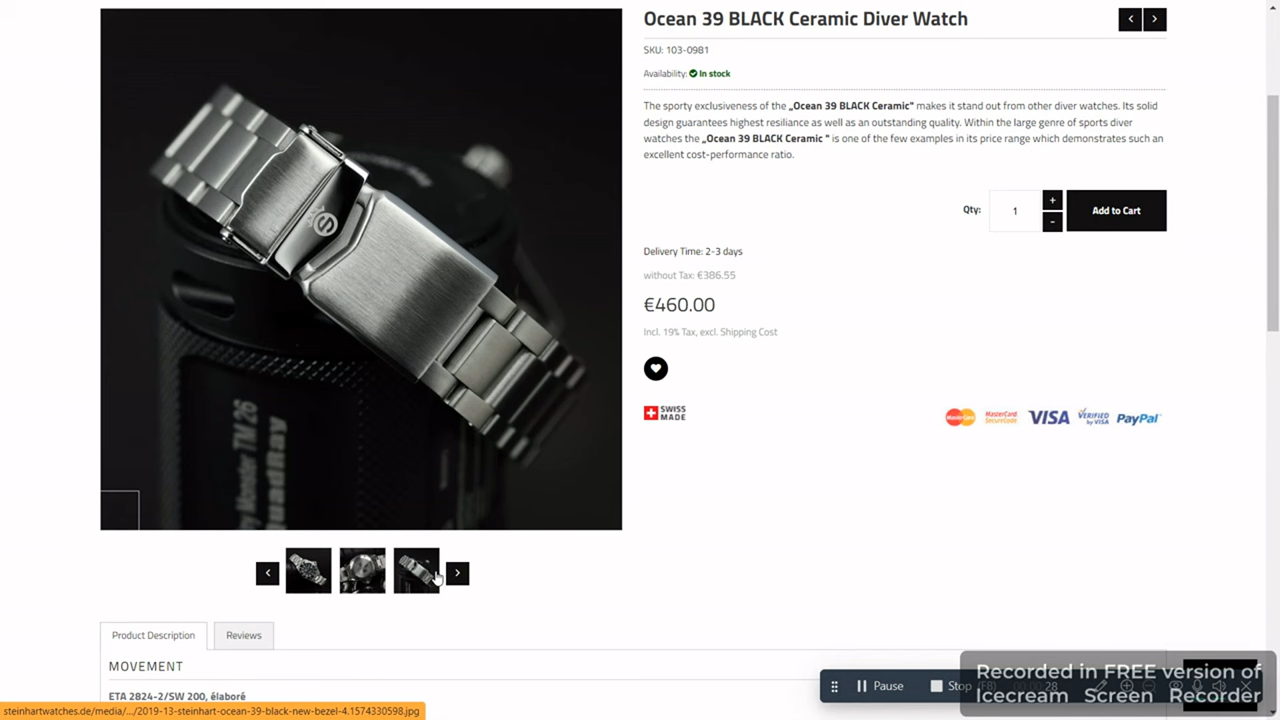 Ocean 39 BLACK Ceramic Diver Watch
SKU: 103-0981
Availability: In stock
The sporty exclusiveness of the „Ocean 39 BLACK Ceramic" makes it stand out from other diver watches. Its solid
design guarantees highest resiliance as well as an outstanding quality. Within the large genre of sports diver
watches the „Ocean 39 BLACK Ceramic " is one of the few examples in its price range which demonstrates such an
excellent cost-performance ratio.
Qty: 1 + -
Add to Cart
Delivery Time: 2-3 days
without Tax: €386.55
€460.00
Incl. 19% Tax, excl. Shipping Cost
SWISS
MADE
MasterCard
MasterCard
SecureCode
VISA
VERIFIED
by VISA
PayPal
Monster TM 26
Product Description
Reviews
MOVEMENT
ETA 2824-2/SW 200, élaboré
Pause
Stop
28
Recorded in FREE version of
Icecream Screen Recorder
steinhartwatches.de/media/.../2019-13-steinhart-ocean-39-black-new-bezel-4.1574330598.jpg